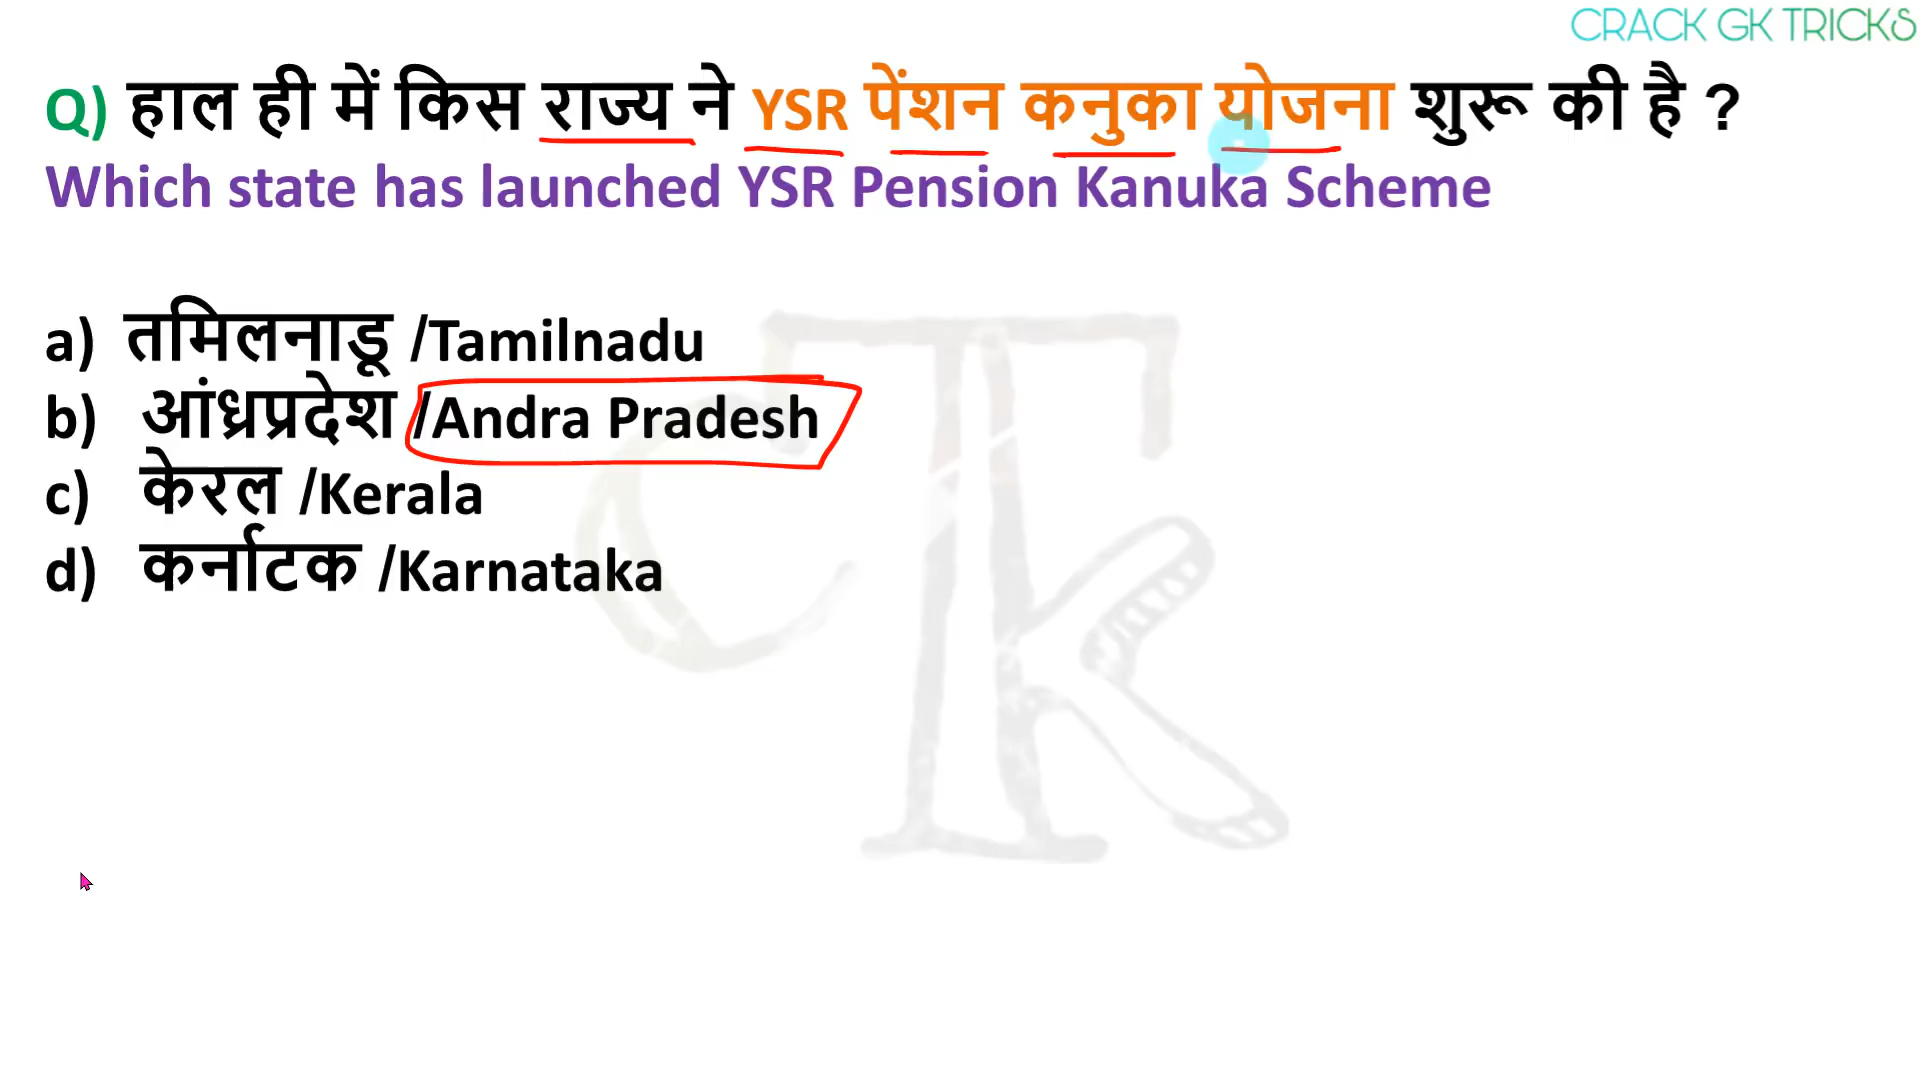 CRACK GK TRICKS
Q) हाल ही में किस राज्य ने YSR पेंशन कनुका योजना शुरू की है ?
Which state has launched YSR Pension Kanuka Scheme
a) तमिलनाडू /Tamilnadu
b) आंध्रप्रदेश /Andra Pradesh
c) केरल /Kerala
d) कर्नाटक /Karnataka